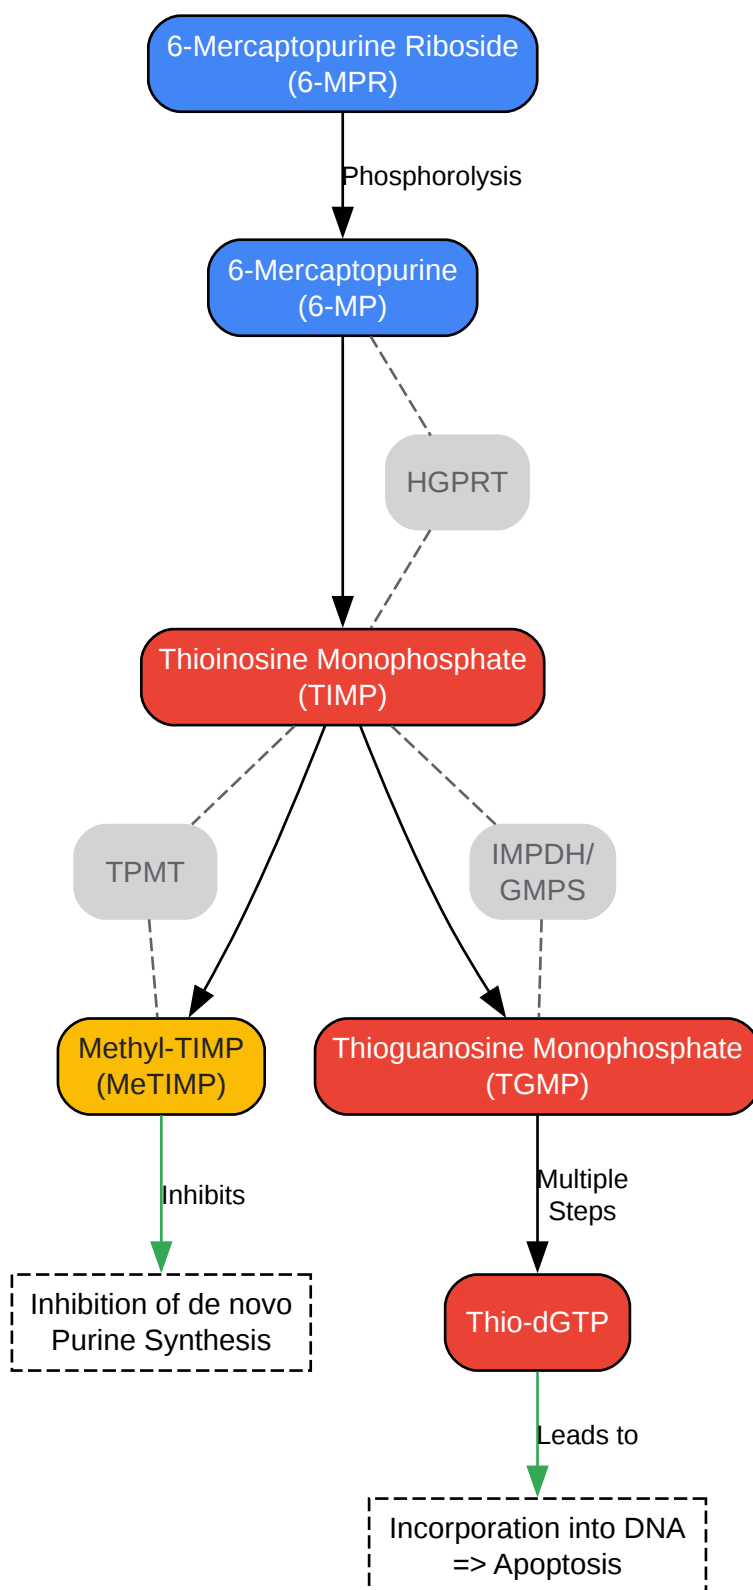 6-Mercaptopurine Riboside
(6-MPR)
Phosphorolysis
6-Mercaptopurine
(6-MP)
HGPRT
Thioinosine Monophosphate
(TIMP)
TPMT
IMPDH/
GMPS
Methyl-TIMP
(MeTIMP)
Thioguanosine Monophosphate
(TGMP)
Inhibits
Multiple
Steps
Inhibition of de novo
Purine Synthesis
Thio-dGTP
Leads to
Incorporation into DNA
=> Apoptosis